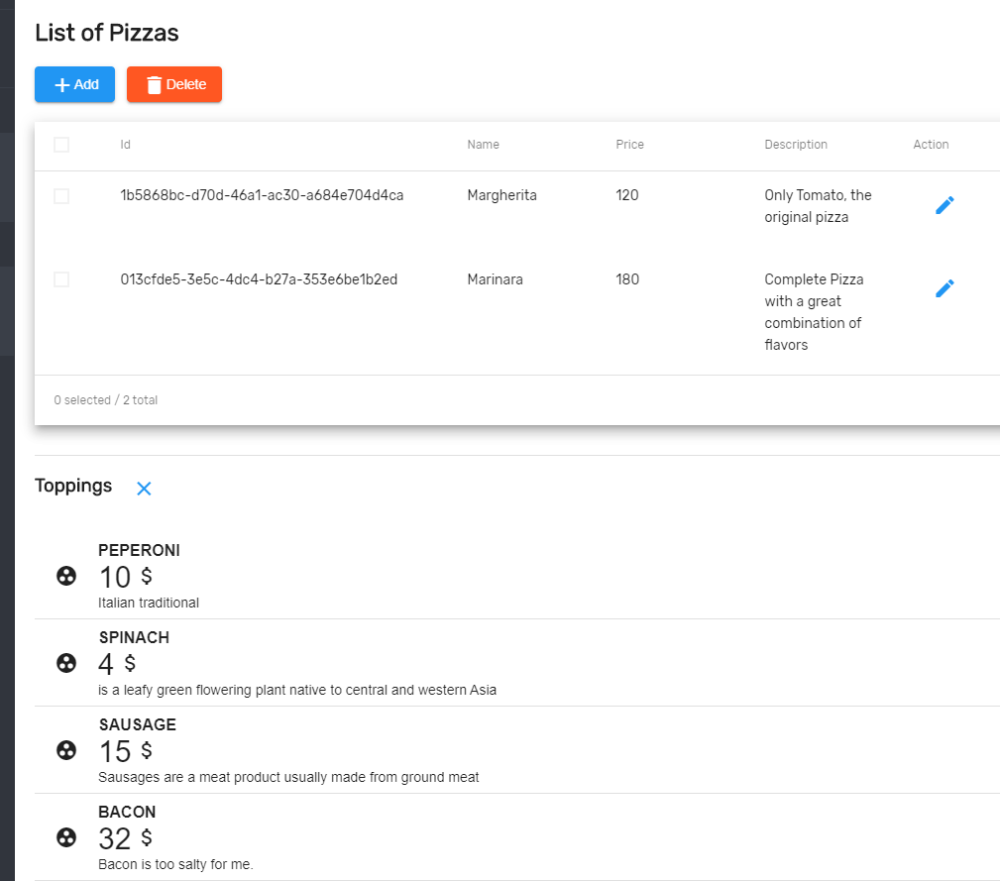 List of Pizzas
Add Delete
Id Name Price Description Action
1b5868bc-d70d-46a1-ac30-a684e704d4ca Margherita 120 Only Tomato, the
original pizza
013cfde5-3e5c-4dc4-b27a-353e6be1b2ed Marinara 180 Complete Pizza
with a great
combination of
flavors
0 selected / 2 total
Toppings
PEPERONI
10 $
Italian traditional
SPINACH
4 $
is a leafy green flowering plant native to central and western Asia
SAUSAGE
15 $
Sausages are a meat product usually made from ground meat
BACON
32 $
Bacon is too salty for me.